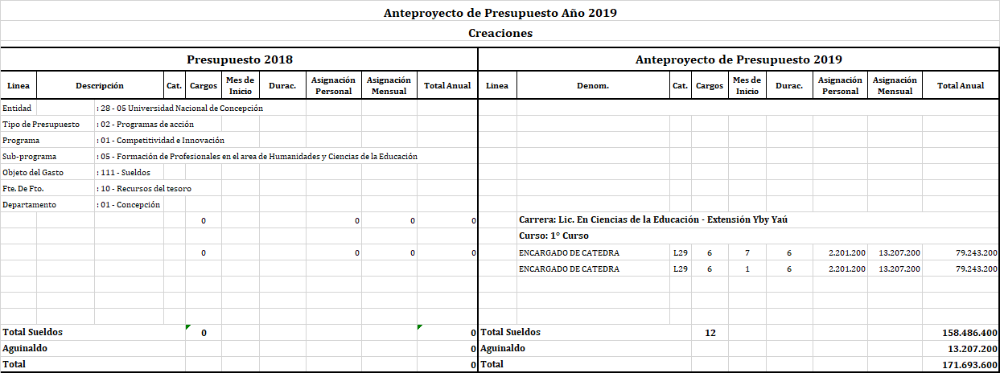 Anteproyecto de Presupuesto Año 2019
Creaciones
Presupuesto 2018 Anteproyecto de Presupuesto 2019
Linea Descripción Cat. Cargos Mes de Inicio Durac. Asignación Personal Asignación Mensual Total Anual Linea Denom. Cat. Cargos Mes de Inicio Durac. Asignación Personal Asignación Mensual Total Anual
Entidad : 28 - 05 Universidad Nacional de Concepción
Tipo de Presupuesto : 02 - Programas de acción
Programa : 01 - Competitividad e Innovación
Sub-programa : 05 - Formación de Profesionales en el area de Humanidades y Ciencias de la Educación
Objeto del Gasto : 111 - Sueldos
Fte. De Fto. : 10 - Recursos del tesoro
Departamento : 01 - Concepción
0 0 0 0 Carrera: Lic. En Ciencias de la Educación - Extensión Yby Yaú
Curso: 1° Curso
0 0 0 0 ENCARGADO DE CATEDRA L29 6 7 6 2.201.200 13.207.200 79.243.200
ENCARGADO DE CATEDRA L29 6 1 6 2.201.200 13.207.200 79.243.200
Total Sueldos 0 0 Total Sueldos 12 158.486.400
Aguinaldo 0 Aguinaldo 13.207.200
Total 0 Total 171.693.600